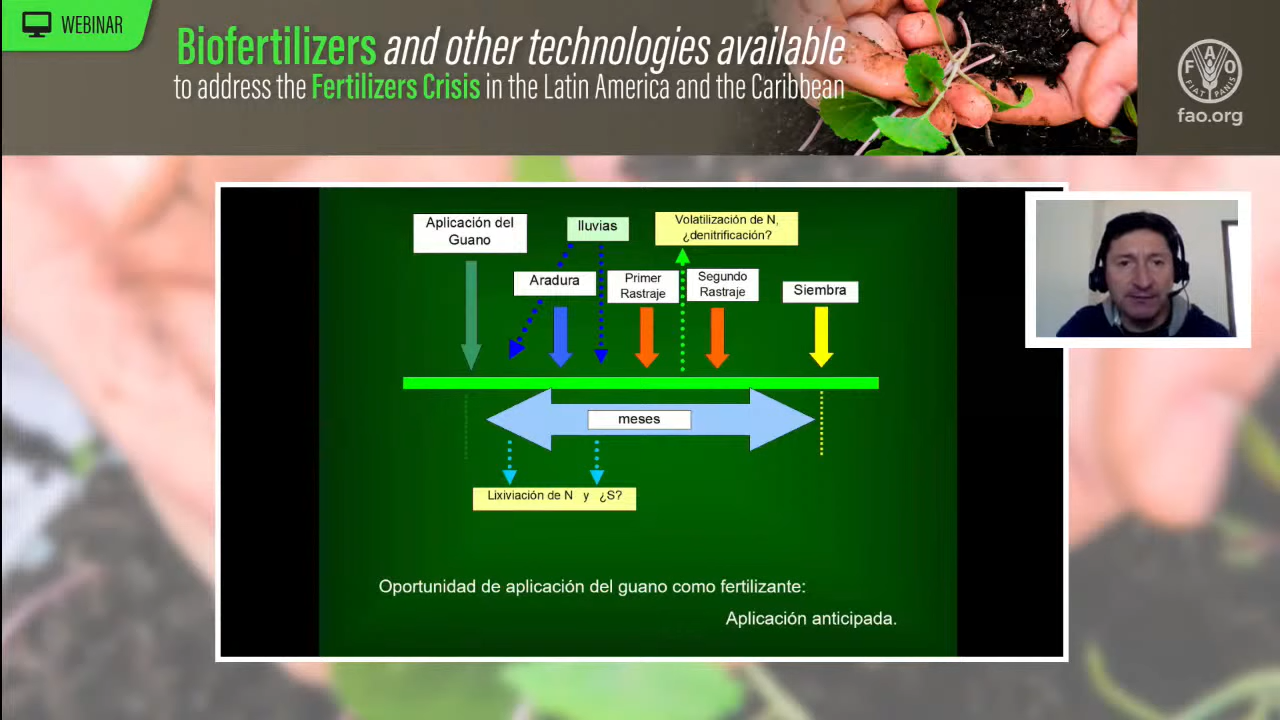 WEBINAR
Biofertilizers and other technologies available
to address the Fertilizers Crisis in the Latin America and the Caribbean
F A O
FIAT PANIS
fao.org
Aplicación del
Guano
lluvias
Volatilización de N,
¿denitrificación?
Aradura
Primer
Rastraje
Segundo
Rastraje
Siembra
meses
Lixiviación de N y ¿S?
Oportunidad de aplicación del guano como fertilizante:
Aplicación anticipada.